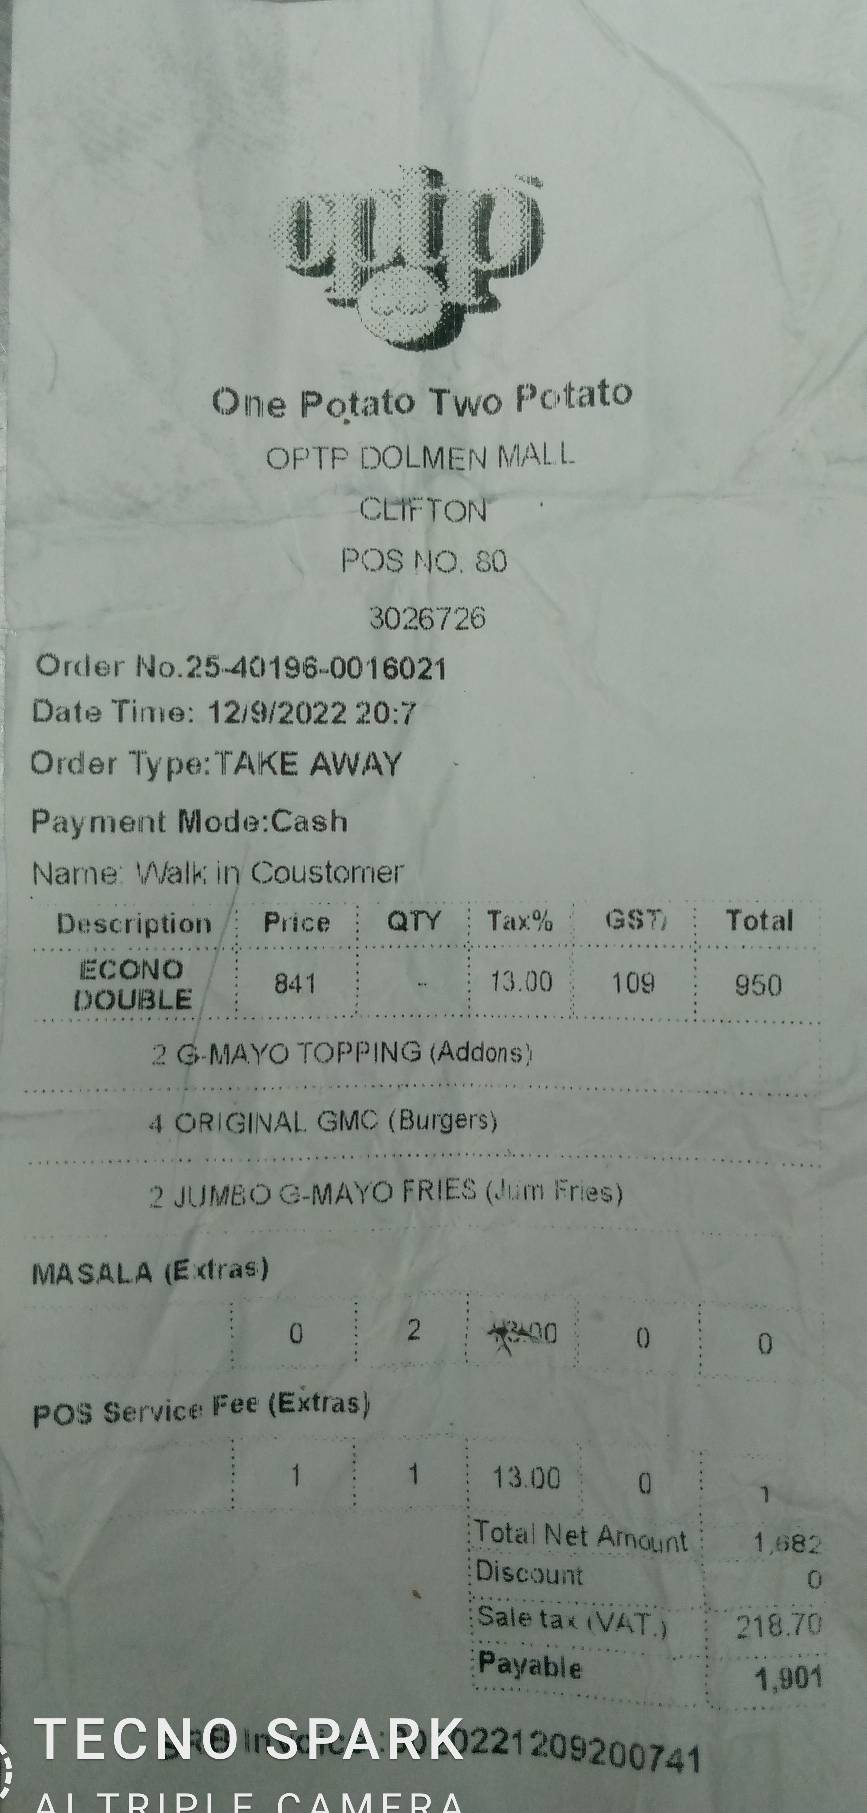 optp
One Potato Two Potato
OPTP DOLMEN MALL
CLIFTON
POS NO. 80
3026726
Order No.25-40196-0016021
Date Time: 12/9/2022 20:7
Order Type:TAKE AWAY
Payment Mode:Cash
Name: Walk in Coustomer
Description Price QTY Tax% GST Total
ECONO DOUBLE 841 - 13.00 109 950
2 G-MAYO TOPPING (Addons)
4 ORIGINAL GMC (Burgers)
2 JUMBO G-MAYO FRIES (Jum Fries)
MASALA (Extras)
0 2 0 0
POS Service Fee (Extras)
1 1 13.00 0 1
Total Net Amount 1,682
Discount 0
Sale tax (VAT.) 218.70
Payable 1,901
TECNO SPARK
AI TRIPLE CAMERA